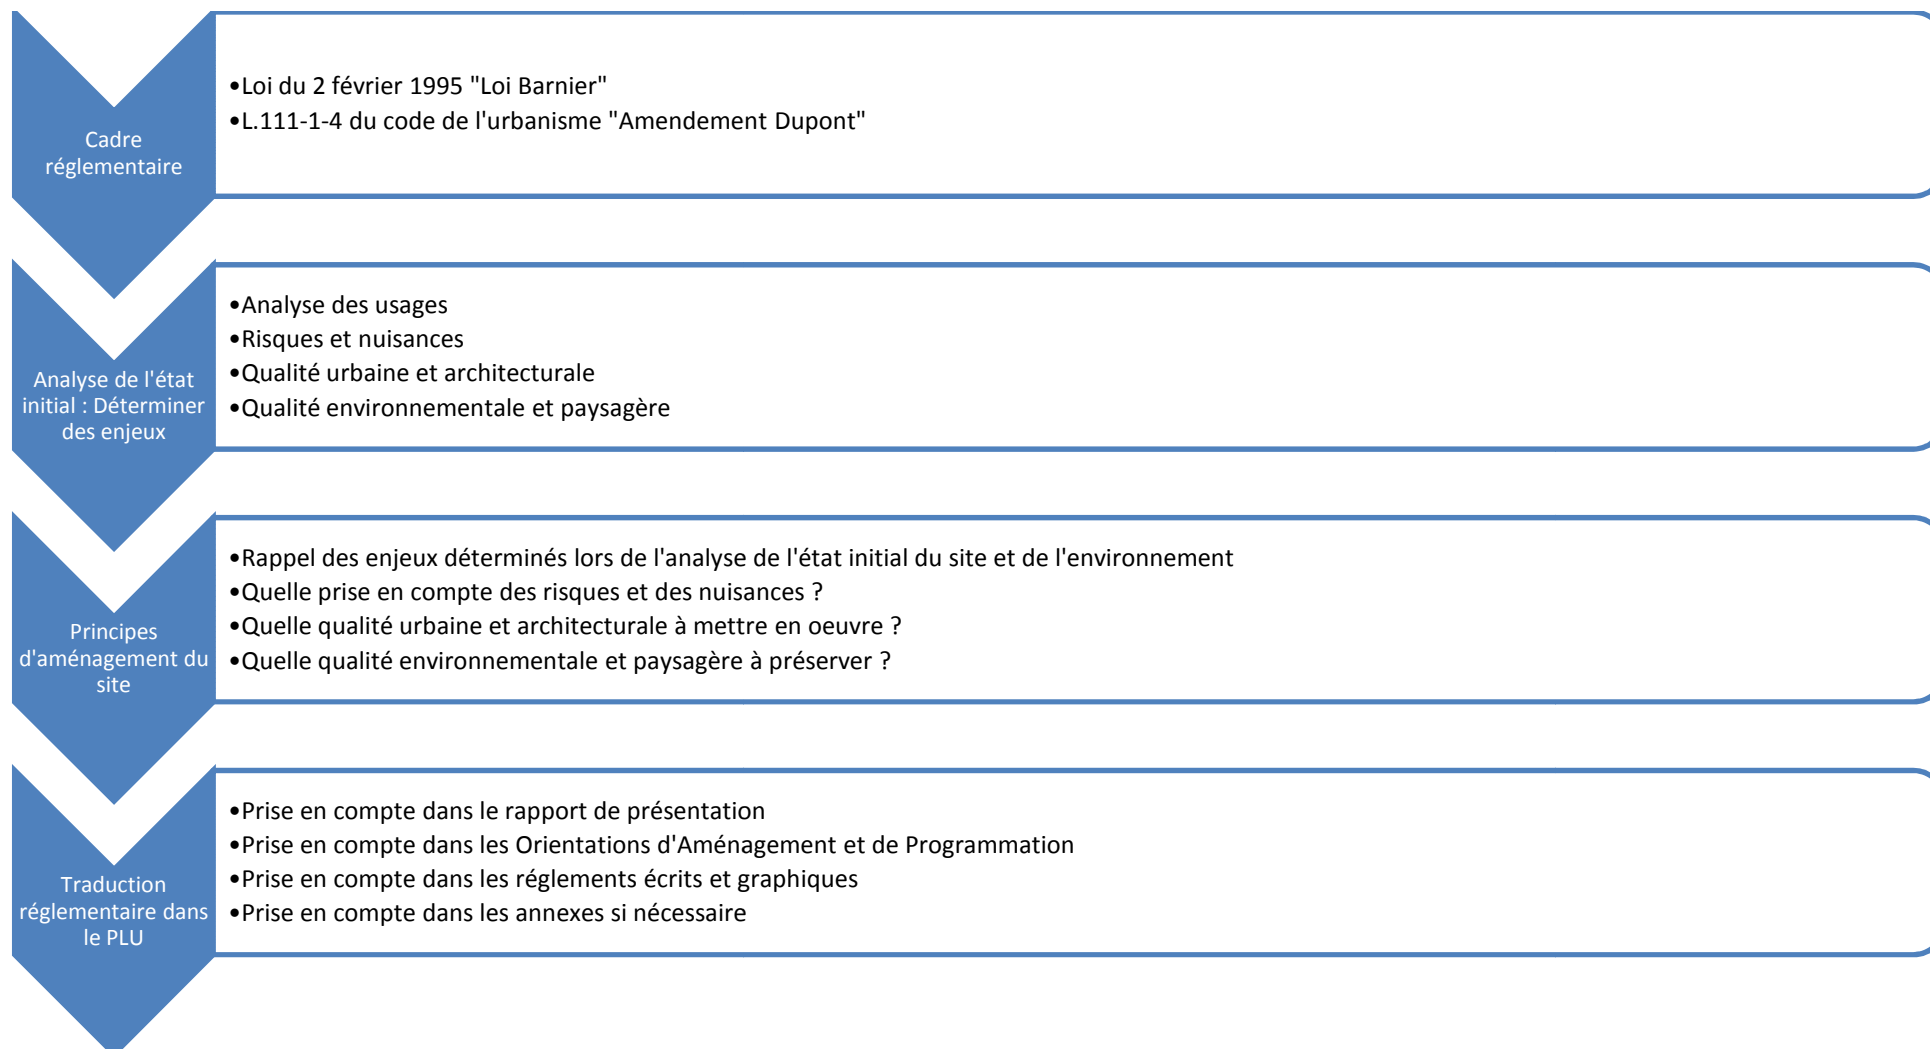 Cadre
réglementaire
•Loi du 2 février 1995 "Loi Barnier"
•L.111-1-4 du code de l'urbanisme "Amendement Dupont"
Analyse de l'état
initial : Déterminer
des enjeux
•Analyse des usages
•Risques et nuisances
•Qualité urbaine et architecturale
•Qualité environnementale et paysagère
Principes
d'aménagement du
site
•Rappel des enjeux déterminés lors de l'analyse de l'état initial du site et de l'environnement
•Quelle prise en compte des risques et des nuisances ?
•Quelle qualité urbaine et architecturale à mettre en oeuvre ?
•Quelle qualité environnementale et paysagère à préserver ?
Traduction
réglementaire dans
le PLU
•Prise en compte dans le rapport de présentation
•Prise en compte dans les Orientations d'Aménagement et de Programmation
•Prise en compte dans les réglements écrits et graphiques
•Prise en compte dans les annexes si nécessaire